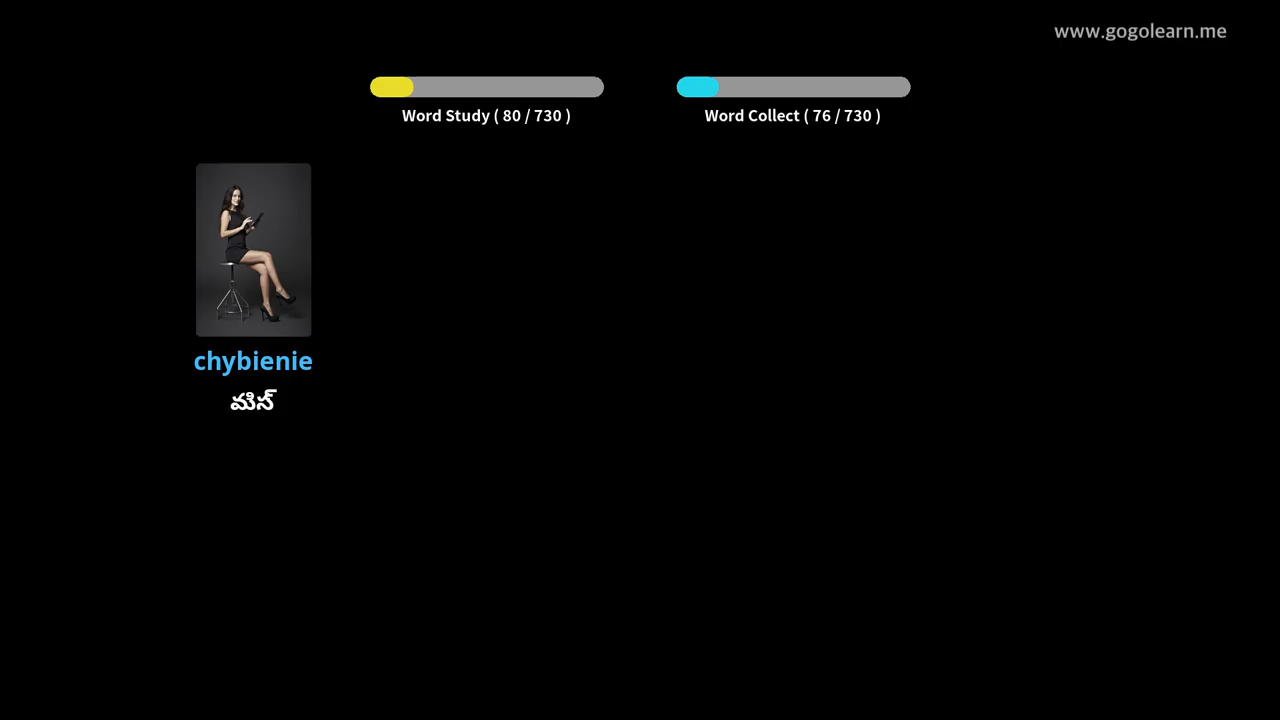 www.gogolearn.me
Word Study ( 80 / 730 )
Word Collect ( 76 / 730 )
chybienie
మిస్